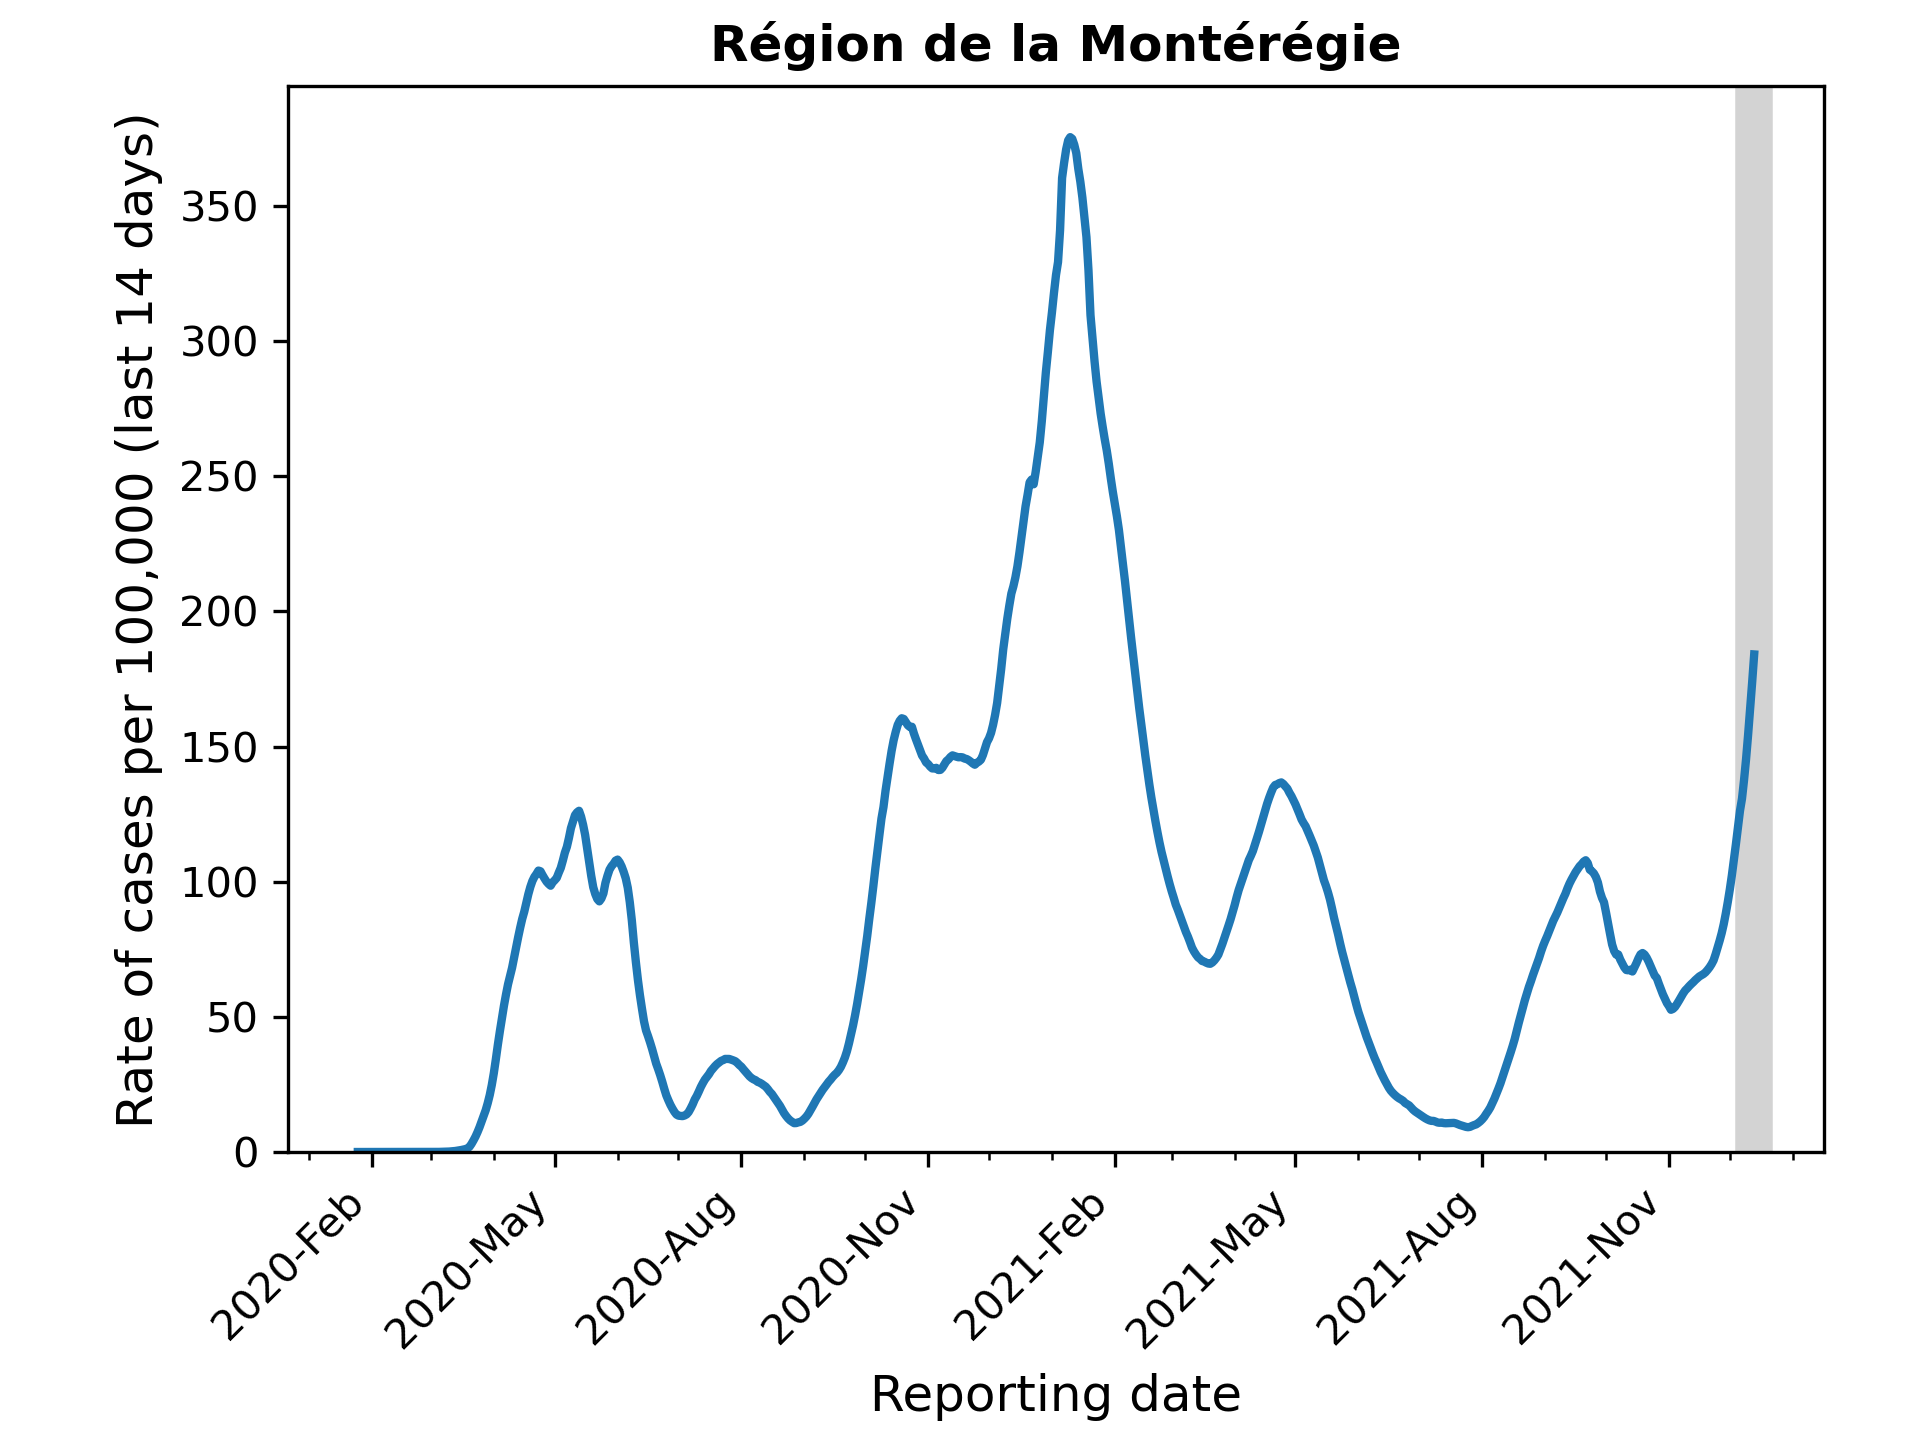 Région de la Montérégie
Rate of cases per 100,000 (last 14 days)
350
300
250
200
150
100
50
0
2020-Feb
2020-May
2020-Aug
2020-Nov
2021-Feb
2021-May
2021-Aug
2021-Nov
Reporting date